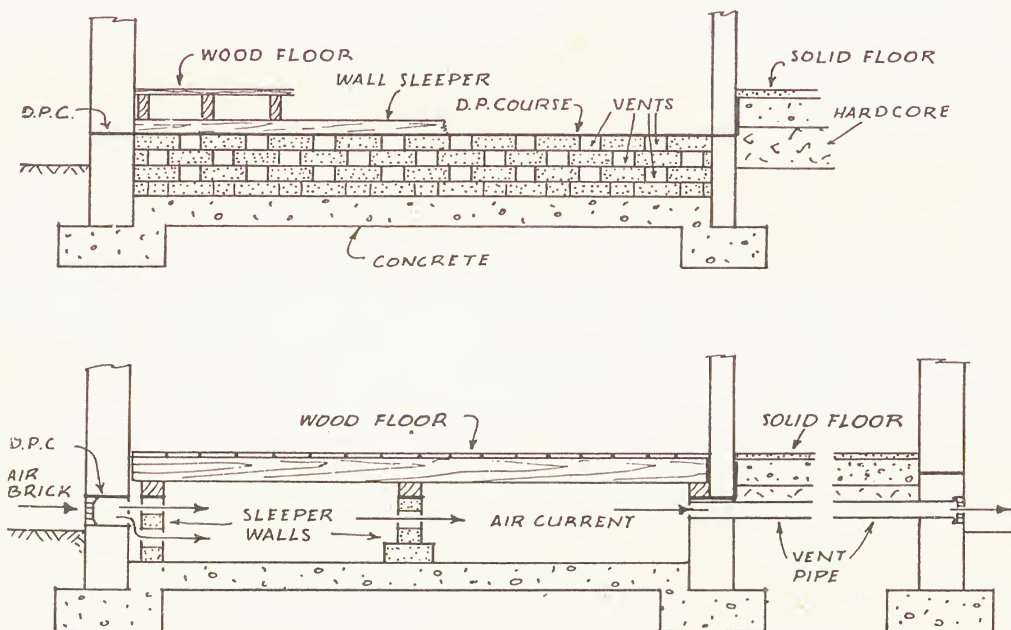 WOOD FLOOR
SOLID FLOOR
WALL SLEEPER
D.P.C.
D.P. COURSE
VENTS
HARDCORE
CONCRETE
WOOD FLOOR
SOLID FLOOR
D.P.C
AIR
BRICK
SLEEPER
WALLS
AIR CURRENT
VENT
PIPE